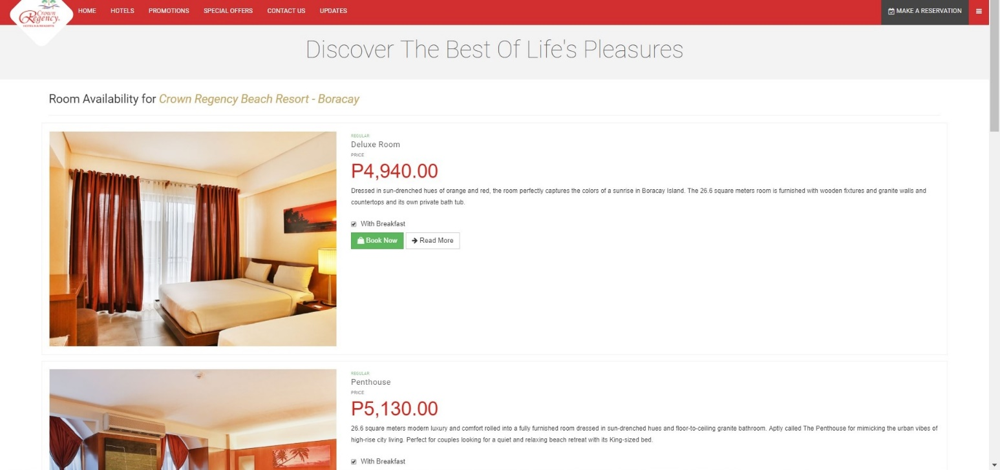 Crown
Regency
HOTELS & RESORTS
HOME HOTELS PROMOTIONS SPECIAL OFFERS CONTACT US UPDATES MAKE A RESERVATION
Discover The Best Of Life's Pleasures
Room Availability for Crown Regency Beach Resort - Boracay
REGULAR
Deluxe Room
PRICE
P4,940.00
Dressed in sun-drenched hues of orange and red, the room perfectly captures the colors of a sunrise in Boracay Island. The 26.6 square meters room is furnished with wooden fixtures and granite walls and
countertops and its own private bath tub.
With Breakfast
Book Now Read More
REGULAR
Penthouse
PRICE
P5,130.00
26.6 square meters modern luxury and comfort rolled into a fully furnished room dressed in sun-drenched hues and floor-to-ceiling granite bathroom. Aptly called The Penthouse for mimicking the urban vibes of
high-rise city living. Perfect for couples looking for a quiet and relaxing beach retreat with its King-sized bed.
With Breakfast